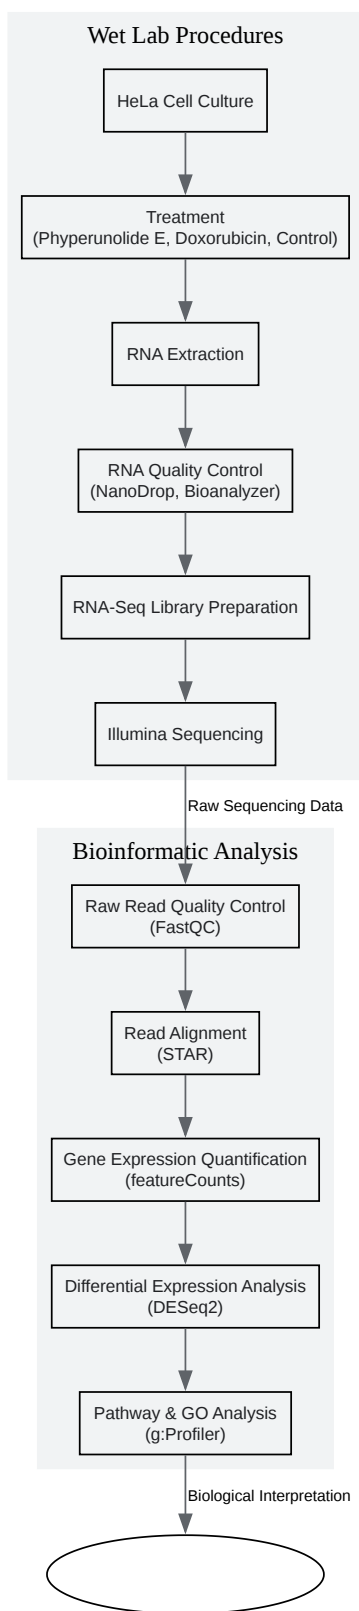 Wet Lab Procedures
HeLa Cell Culture
Treatment
(Phyperunolide E, Doxorubicin, Control)
RNA Extraction
RNA Quality Control
(NanoDrop, Bioanalyzer)
RNA-Seq Library Preparation
Illumina Sequencing
Raw Sequencing Data
Bioinformatic Analysis
Raw Read Quality Control
(FastQC)
Read Alignment
(STAR)
Gene Expression Quantification
(featureCounts)
Differential Expression Analysis
(DESeq2)
Pathway & GO Analysis
(g:Profiler)
Biological Interpretation